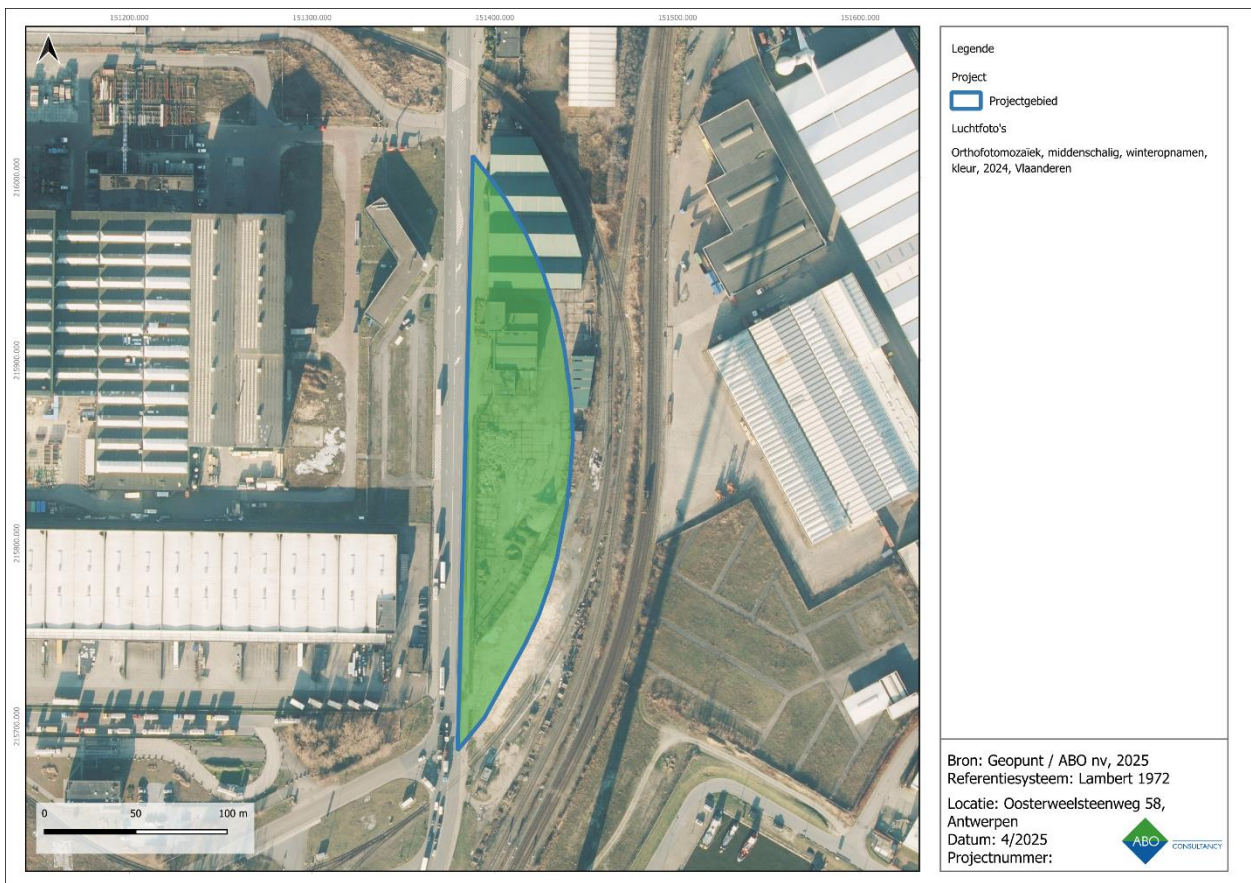 151200.000
151300.000
151400.000
151500.000
151600.000
216000.000
215900.000
215800.000
215700.000
0 50 100 m
Legende
Project
Projectgebied
Luchtfoto's
Orthofotomozaïek, middenschalig, winteropnamen,
kleur, 2024, Vlaanderen
Bron: Geopunt / ABO nv, 2025
Referentiesysteem: Lambert 1972
Locatie: Oosterweelsteenweg 58,
Antwerpen
Datum: 4/2025
Projectnummer:
ABO
CONSULTANCY